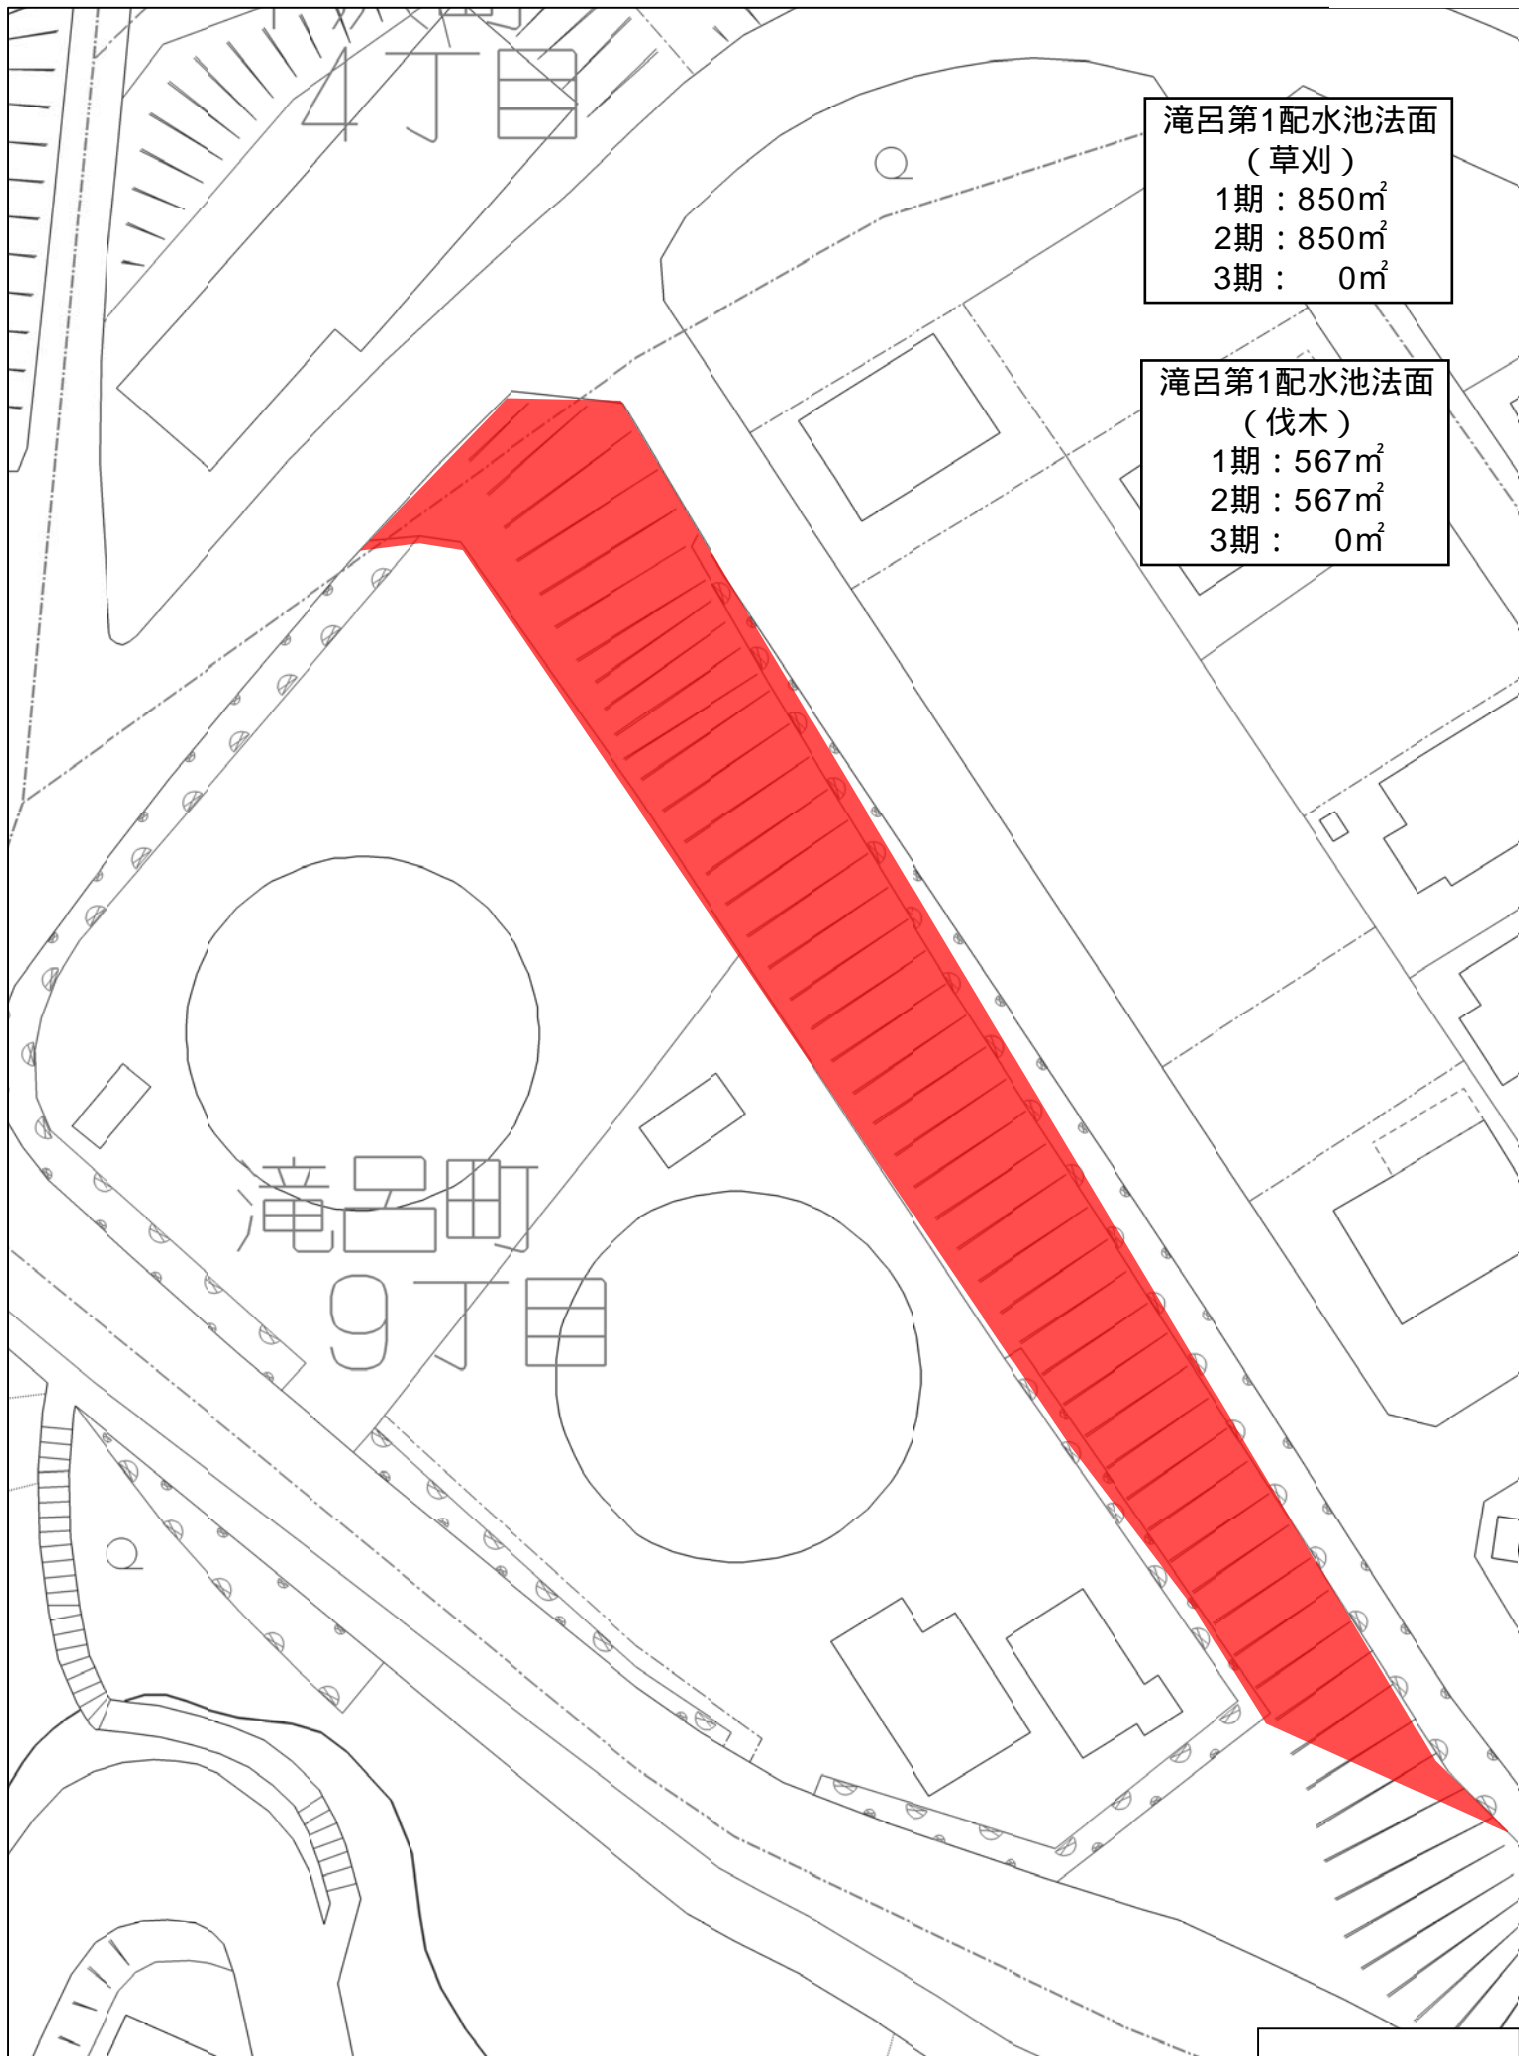 4丁目
滝呂第1配水池法面
（草刈）
1期：850㎡
2期：850㎡
3期：　0㎡
滝呂第1配水池法面
（伐木）
1期：567㎡
2期：567㎡
3期：　0㎡
滝呂町
9丁目